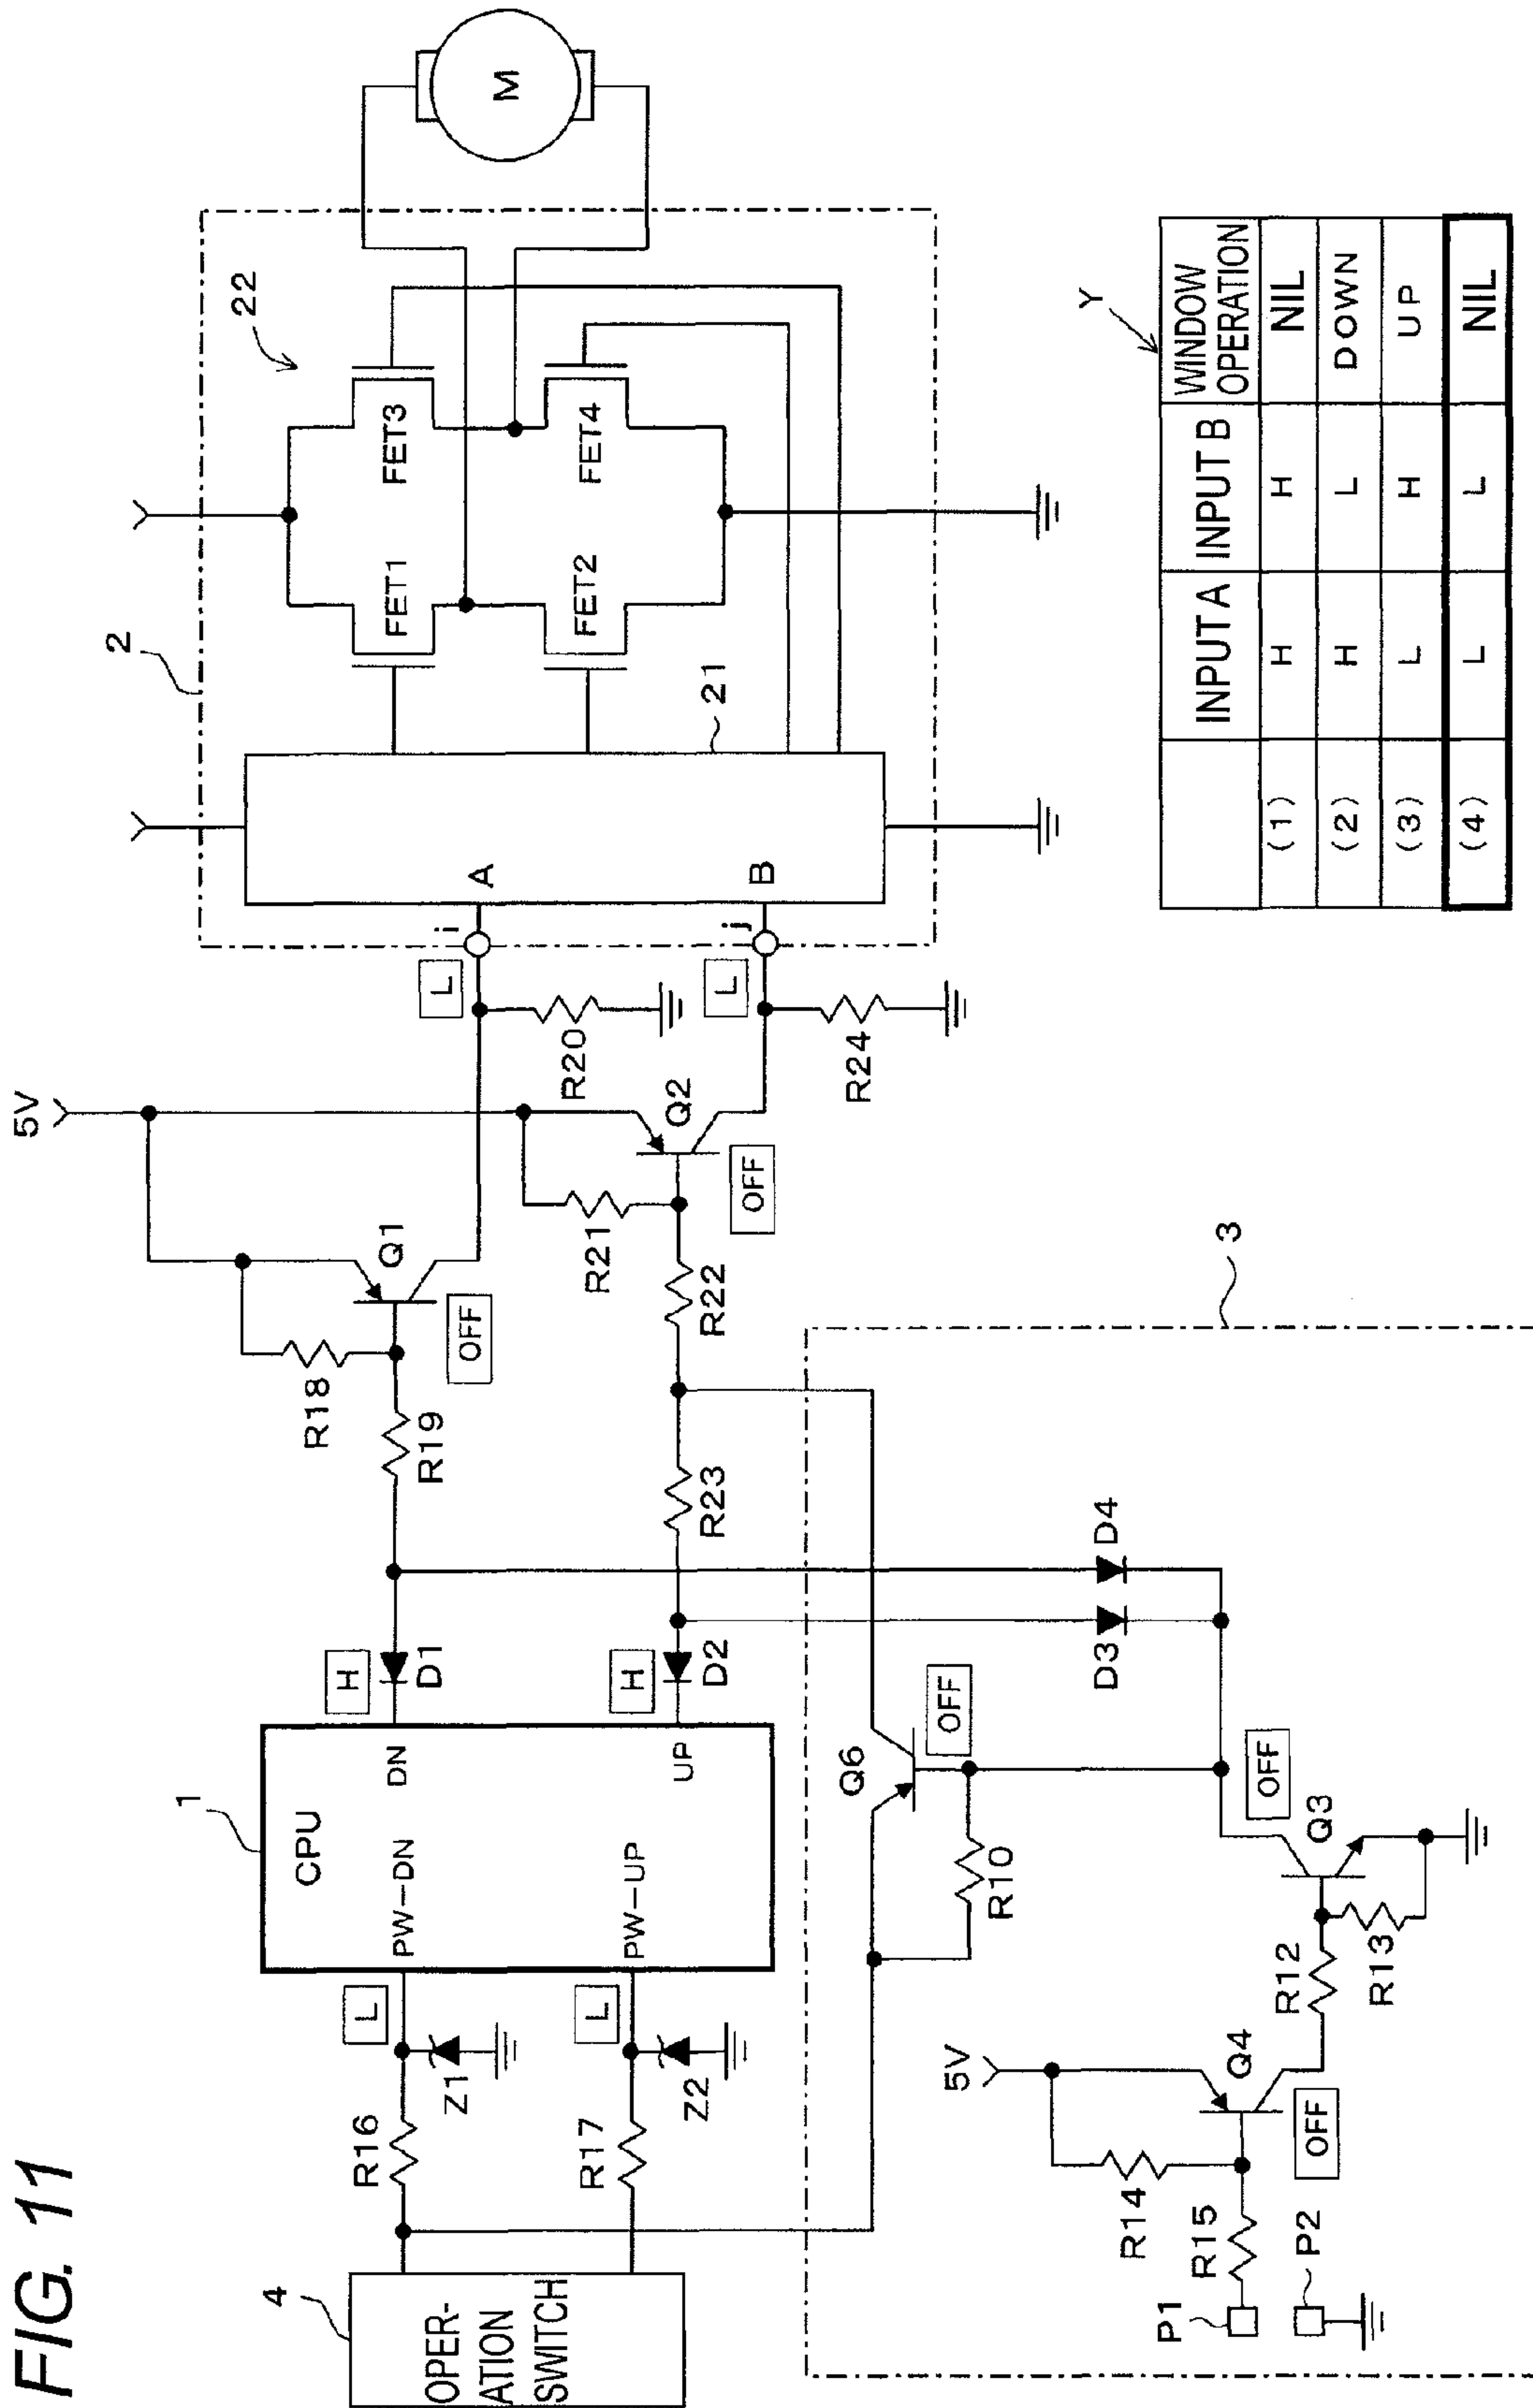 FIG. 11
4
OPER-
ATION
SWITCH
R16
R17
Z1
Z2
L
L
1
CPU
PW-DN
PW-UP
DN
UP
H
H
D1
D2
R18
R19
Q1
OFF
5V
R23
R22
R21
Q2
OFF
R20
R24
L
L
i
j
2
A
B
21
22
FET1
FET2
FET3
FET4
M
3
P1
P2
R15
R14
5V
Q4
OFF
R12
R13
Q3
OFF
R10
Q6
OFF
D3
D4
Y
INPUT A INPUT B WINDOW OPERATION
(1) H H NIL
(2) H L DOWN
(3) L H UP
(4) L L NIL